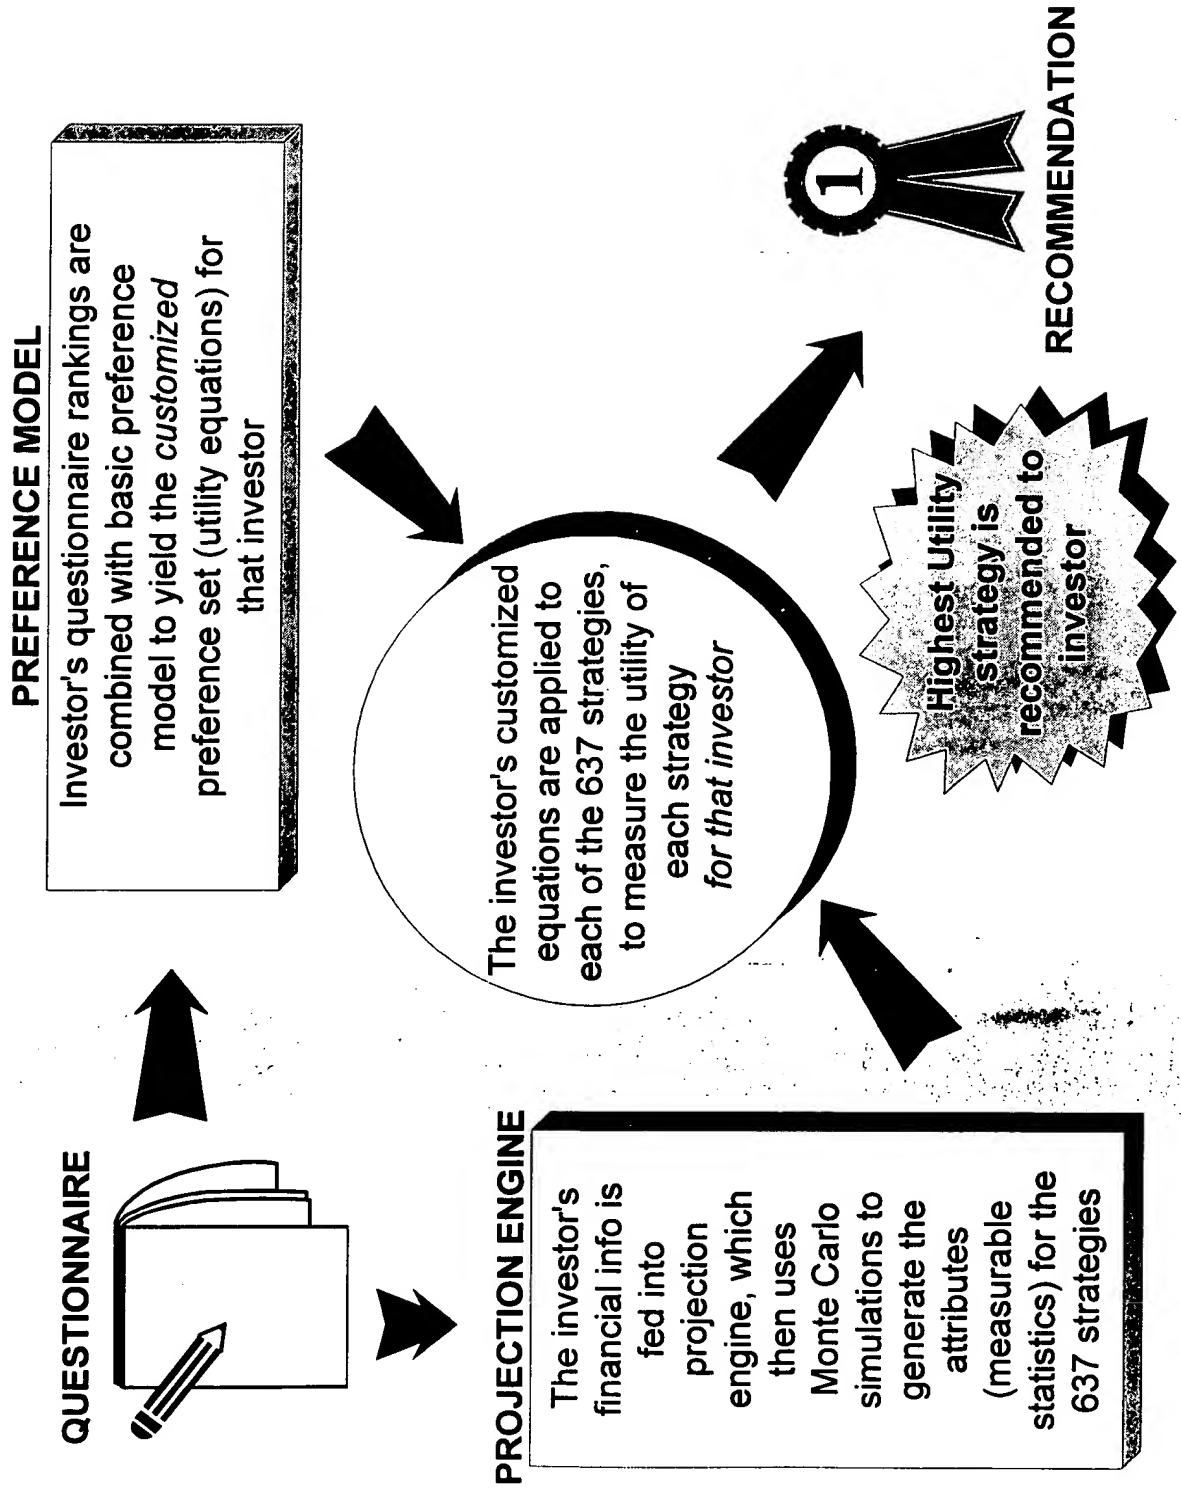 QUESTIONNAIRE
PREFERENCE MODEL
Investor's questionnaire rankings are
combined with basic preference
model to yield the customized
preference set (utility equations) for
that investor
PROJECTION ENGINE
The investor's
financial info is
fed into
projection
engine, which
then uses
Monte Carlo
simulations to
generate the
attributes
(measurable
statistics) for the
637 strategies
The investor's customized
equations are applied to
each of the 637 strategies,
to measure the utility of
each strategy
for that investor
Highest Utility
strategy is
recommended to
investor
1
RECOMMENDATION